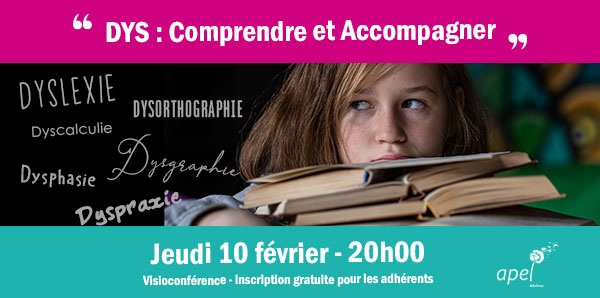 “ DYS : Comprendre et Accompagner ”
DYSLEXIE
DYSORTHOGRAPHIE
Dyscalculie
Dysgraphie
Dysphasie
Dyspraxie
Jeudi 10 février - 20h00
Visioconférence - Inscription gratuite pour les adhérents
apel